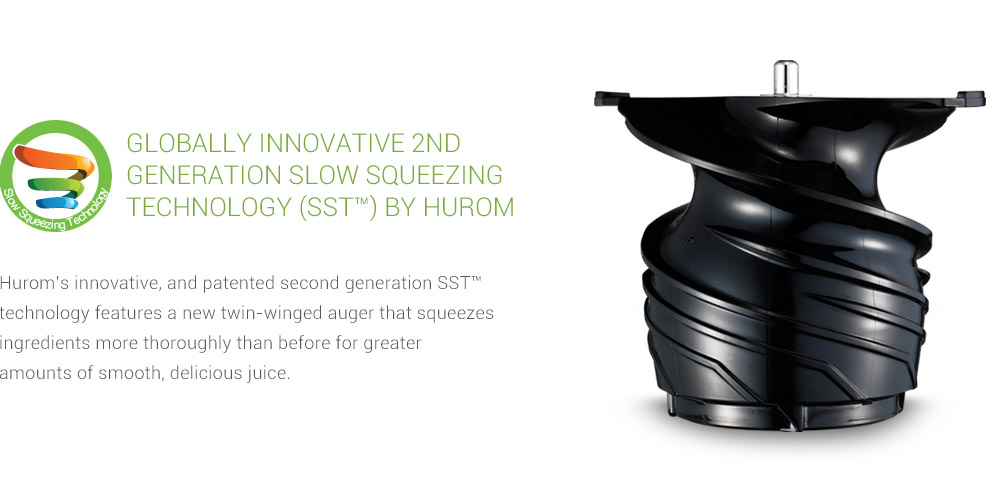 GLOBALLY INNOVATIVE 2ND
GENERATION SLOW SQUEEZING
TECHNOLOGY (SST™) BY HUROM
Slow Squeezing Technology
Hurom's innovative, and patented second generation SST™
technology features a new twin-winged auger that squeezes
ingredients more thoroughly than before for greater
amounts of smooth, delicious juice.